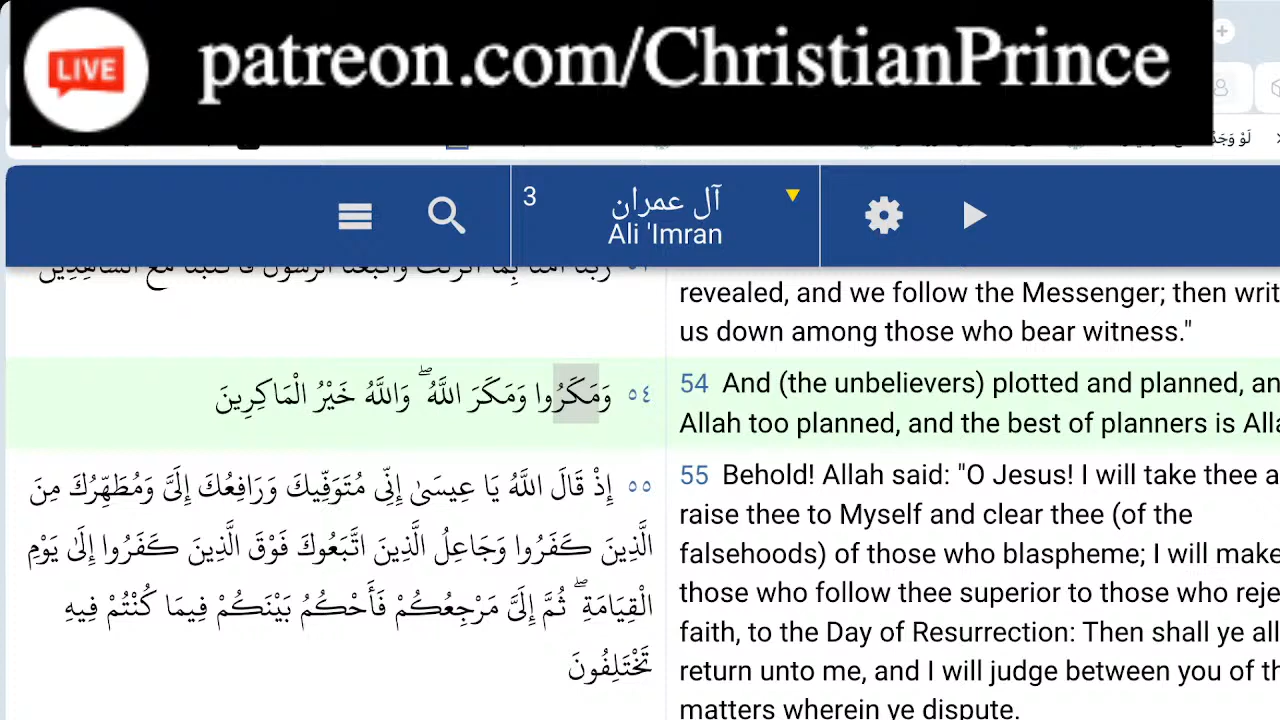 LIVE
patreon.com/ChristianPrince
لَوْ وَجَدْ
3
آل عمران
Ali 'Imran
revealed, and we follow the Messenger; then writ
us down among those who bear witness."
٥٤ وَمَكَرُوا وَمَكَرَ اللَّهُ ۖ وَاللَّهُ خَيْرُ الْمَاكِرِينَ
54 And (the unbelievers) plotted and planned, an
Allah too planned, and the best of planners is Alla
٥٥ إِذْ قَالَ اللَّهُ يَا عِيسَىٰ إِنِّي مُتَوَفِّيكَ وَرَافِعُكَ إِلَيَّ وَمُطَهِّرُكَ مِنَ
الَّذِينَ كَفَرُوا وَجَاعِلُ الَّذِينَ اتَّبَعُوكَ فَوْقَ الَّذِينَ كَفَرُوا إِلَىٰ يَوْمِ
الْقِيَامَةِ ۖ ثُمَّ إِلَيَّ مَرْجِعُكُمْ فَأَحْكُمُ بَيْنَكُمْ فِيمَا كُنْتُمْ فِيهِ
تَخْتَلِفُونَ
55 Behold! Allah said: "O Jesus! I will take thee a
raise thee to Myself and clear thee (of the
falsehoods) of those who blaspheme; I will make
those who follow thee superior to those who reje
faith, to the Day of Resurrection: Then shall ye all
return unto me, and I will judge between you of th
matters wherein ye dispute.